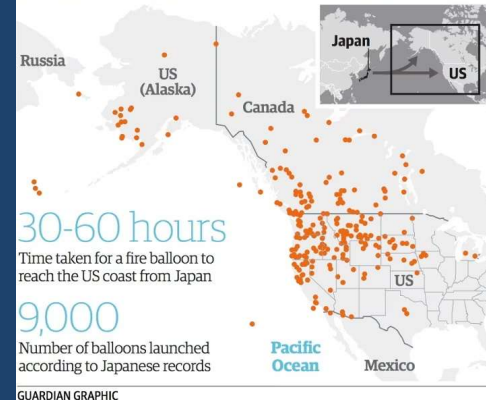 Russia
US
(Alaska)
Canada
Japan
US
30-60 hours
Time taken for a fire balloon to
reach the US coast from Japan
9,000
Number of balloons launched
according to Japanese records
US
Pacific
Ocean
Mexico
GUARDIAN GRAPHIC